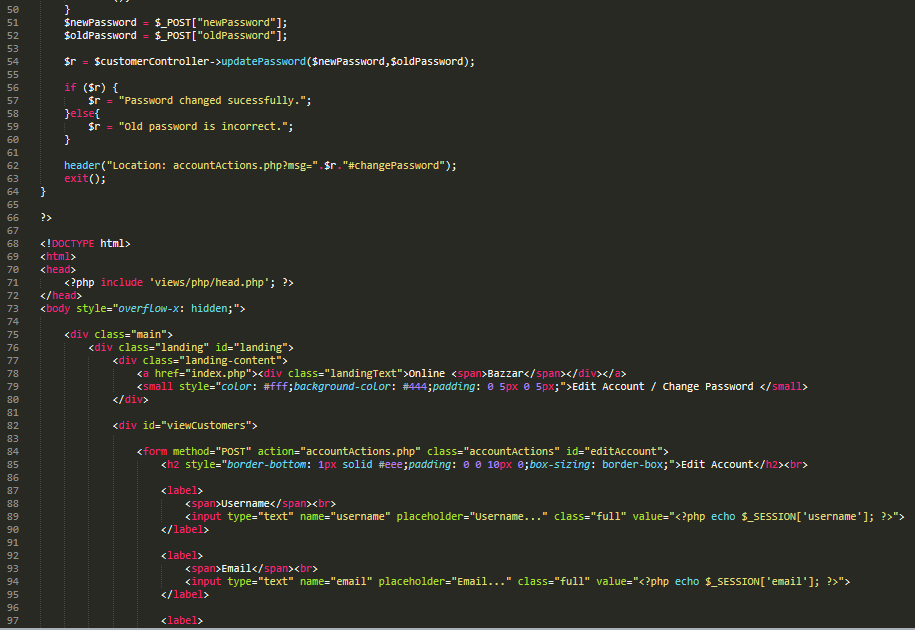 50 }
51 $newPassword = $_POST["newPassword"];
52 $oldPassword = $_POST["oldPassword"];
53
54 $r = $customerController->updatePassword($newPassword,$oldPassword);
55
56 if ($r) {
57 $r = "Password changed sucessfully.";
58 }else{
59 $r = "Old password is incorrect.";
60 }
61
62 header("Location: accountActions.php?msg=".$r."#changePassword");
63 exit();
64 }
65
66 ?>
67
68 <!DOCTYPE html>
69 <html>
70 <head>
71 <?php include 'views/php/head.php'; ?>
72 </head>
73 <body style="overflow-x: hidden;">
74
75 <div class="main">
76 <div class="landing" id="landing">
77 <div class="landing-content">
78 <a href="index.php"><div class="landingText">Online <span>Bazzar</span></div></a>
79 <small style="color: #fff;background-color: #444;padding: 0 5px 0 5px;">Edit Account / Change Password </small>
80 </div>
81
82 <div id="viewCustomers">
83
84 <form method="POST" action="accountActions.php" class="accountActions" id="editAccount">
85 <h2 style="border-bottom: 1px solid #eee;padding: 0 0 10px 0;box-sizing: border-box;">Edit Account</h2><br>
86
87 <label>
88 <span>Username</span><br>
89 <input type="text" name="username" placeholder="Username..." class="full" value="<?php echo $_SESSION['username']; ?>">
90 </label>
91
92 <label>
93 <span>Email</span><br>
94 <input type="text" name="email" placeholder="Email..." class="full" value="<?php echo $_SESSION['email']; ?>">
95 </label>
96
97 <label>